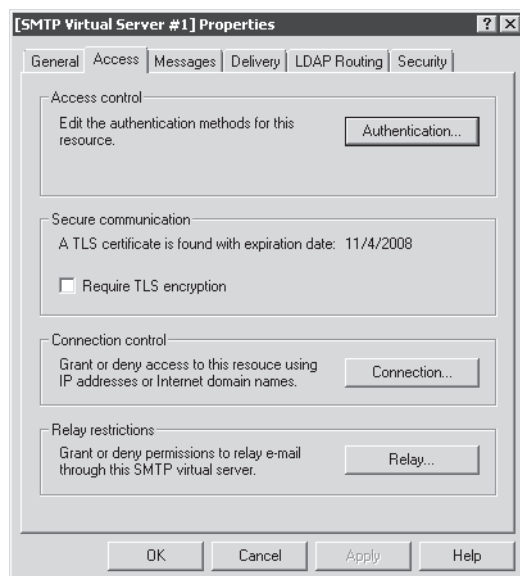 [SMTP Virtual Server #1] Properties
General Access Messages Delivery LDAP Routing Security
Access control
Edit the authentication methods for this
resource.
Authentication...
Secure communication
A TLS certificate is found with expiration date: 11/4/2008
Require TLS encryption
Connection control
Grant or deny access to this resouce using
IP addresses or Internet domain names.
Connection...
Relay restrictions
Grant or deny permissions to relay e-mail
through this SMTP virtual server.
Relay...
OK Cancel Apply Help